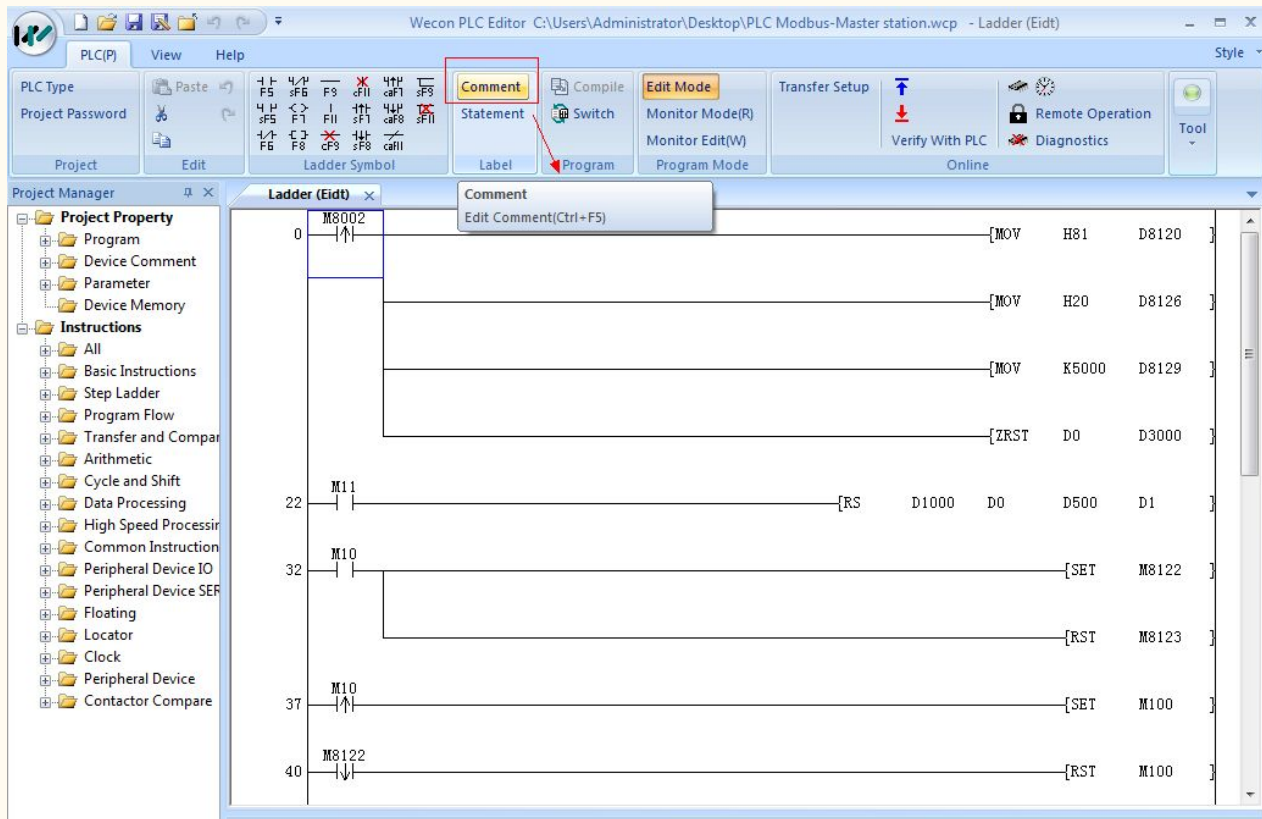 Wecon PLC Editor C:\Users\Administrator\Desktop\PLC Modbus-Master station.wcp - Ladder (Eidt)
PLC(P) View Help Style
PLC Type
Project Password
Project
Paste
Edit
F5 sF6 F9 cFll caF1 sF9
sF5 F7 Fll sF7 caF8 sFll
F6 F8 cF9 sF8 caFll
Ladder Symbol
Comment
Statement
Label
Compile
Switch
Program
Edit Mode
Monitor Mode(R)
Monitor Edit(W)
Program Mode
Transfer Setup
Verify With PLC
Remote Operation
Diagnostics
Online
Tool
Project Manager
Project Property
Program
Device Comment
Parameter
Device Memory
Instructions
All
Basic Instructions
Step Ladder
Program Flow
Transfer and Compar
Arithmetic
Cycle and Shift
Data Processing
High Speed Processir
Common Instruction
Peripheral Device IO
Peripheral Device SER
Floating
Locator
Clock
Peripheral Device
Contactor Compare
Ladder (Eidt)
Comment
Edit Comment(Ctrl+F5)
M8002
0 MOV H81 D8120
MOV H20 D8126
MOV K5000 D8129
ZRST D0 D3000
M11
22 RS D1000 D0 D500 D1
M10
32 SET M8122
RST M8123
M10
37 SET M100
M8122
40 RST M100